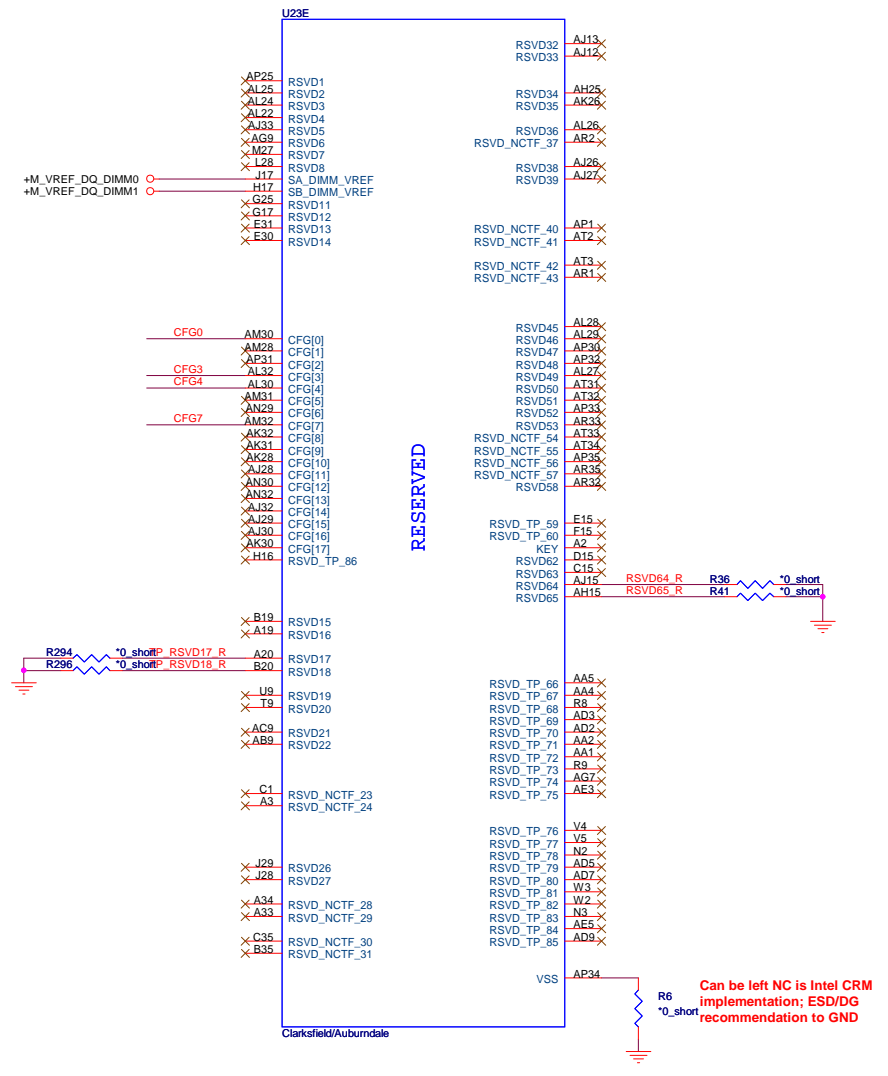 U23E
AP25 RSVD1
AL25 RSVD2
AL24 RSVD3
AL22 RSVD4
AJ33 RSVD5
AG9 RSVD6
M27 RSVD7
L28 RSVD8
+M_VREF_DQ_DIMM0 J17 SA_DIMM_VREF
+M_VREF_DQ_DIMM1 H17 SB_DIMM_VREF
G25 RSVD11
G17 RSVD12
E31 RSVD13
E30 RSVD14
CFG0 AM30 CFG[0]
AM28 CFG[1]
AP31 CFG[2]
CFG3 AL32 CFG[3]
CFG4 AL30 CFG[4]
AM31 CFG[5]
AN29 CFG[6]
CFG7 AM32 CFG[7]
AK32 CFG[8]
AK31 CFG[9]
AK28 CFG[10]
AJ28 CFG[11]
AN30 CFG[12]
AN32 CFG[13]
AJ32 CFG[14]
AJ29 CFG[15]
AJ30 CFG[16]
AK30 CFG[17]
H16 RSVD_TP_86
B19 RSVD15
A19 RSVD16
R294 *0_short TP_RSVD17_R A20 RSVD17
R296 *0_short TP_RSVD18_R B20 RSVD18
U9 RSVD19
T9 RSVD20
AC9 RSVD21
AB9 RSVD22
C1 RSVD_NCTF_23
A3 RSVD_NCTF_24
J29 RSVD26
J28 RSVD27
A34 RSVD_NCTF_28
A33 RSVD_NCTF_29
C35 RSVD_NCTF_30
B35 RSVD_NCTF_31
RESERVED
RSVD32 AJ13
RSVD33 AJ12
RSVD34 AH25
RSVD35 AK26
RSVD36 AL26
RSVD_NCTF_37 AR2
RSVD38 AJ26
RSVD39 AJ27
RSVD_NCTF_40 AP1
RSVD_NCTF_41 AT2
RSVD_NCTF_42 AT3
RSVD_NCTF_43 AR1
RSVD45 AL28
RSVD46 AL29
RSVD47 AP30
RSVD48 AP32
RSVD49 AL27
RSVD50 AT31
RSVD51 AT32
RSVD52 AP33
RSVD53 AR33
RSVD_NCTF_54 AT33
RSVD_NCTF_55 AT34
RSVD_NCTF_56 AP35
RSVD_NCTF_57 AR35
RSVD58 AR32
RSVD_TP_59 E15
RSVD_TP_60 F15
KEY A2
RSVD62 D15
RSVD63 C15
RSVD64 AJ15 RSVD64_R R36 *0_short
RSVD65 AH15 RSVD65_R R41 *0_short
RSVD_TP_66 AA5
RSVD_TP_67 AA4
RSVD_TP_68 R8
RSVD_TP_69 AD3
RSVD_TP_70 AD2
RSVD_TP_71 AA2
RSVD_TP_72 AA1
RSVD_TP_73 R9
RSVD_TP_74 AG7
RSVD_TP_75 AE3
RSVD_TP_76 V4
RSVD_TP_77 V5
RSVD_TP_78 N2
RSVD_TP_79 AD5
RSVD_TP_80 AD7
RSVD_TP_81 W3
RSVD_TP_82 W2
RSVD_TP_83 N3
RSVD_TP_84 AE5
RSVD_TP_85 AD9
VSS AP34
R6
*0_short
Can be left NC is Intel CRM
implementation; ESD/DG
recommendation to GND
Clarksfield/Auburndale